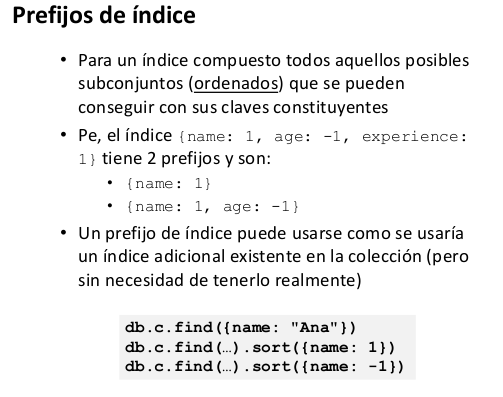 Prefijos de índice
• Para un índice compuesto todos aquellos posibles
subconjuntos (ordenados) que se pueden
conseguir con sus claves constituyentes
• Pe, el índice {name: 1, age: -1, experience:
1} tiene 2 prefijos y son:
• {name: 1}
• {name: 1, age: -1}
• Un prefijo de índice puede usarse como se usaría
un índice adicional existente en la colección (pero
sin necesidad de tenerlo realmente)
db.c.find({name: "Ana"})
db.c.find(…).sort({name: 1})
db.c.find(…).sort({name: -1})